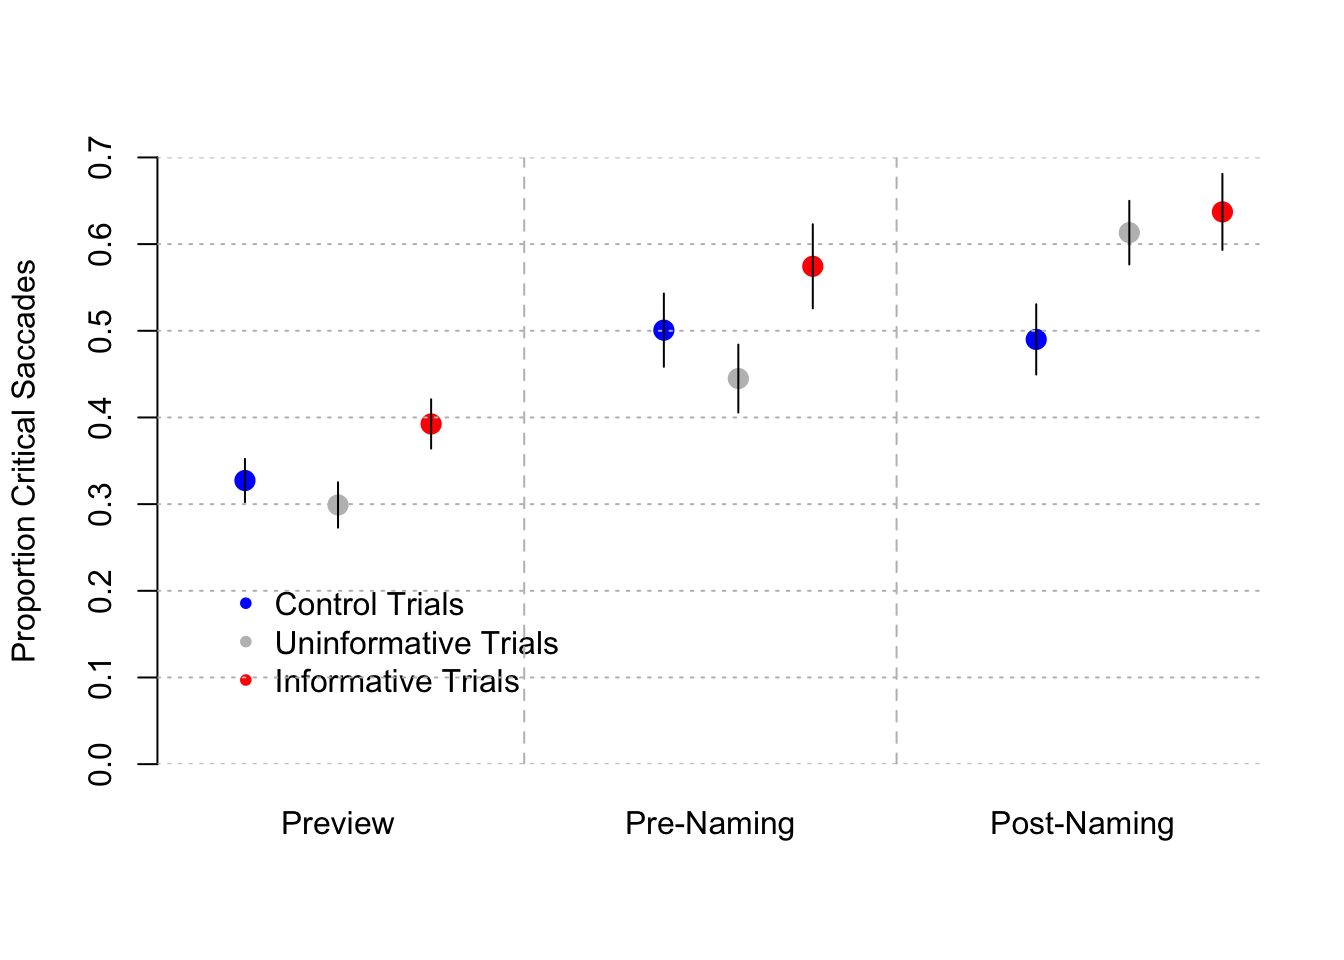 Proportion Critical Saccades
0.7
0.6
0.5
0.4
0.3
0.2
0.1
0.0
Control Trials
Uninformative Trials
Informative Trials
Preview
Pre-Naming
Post-Naming